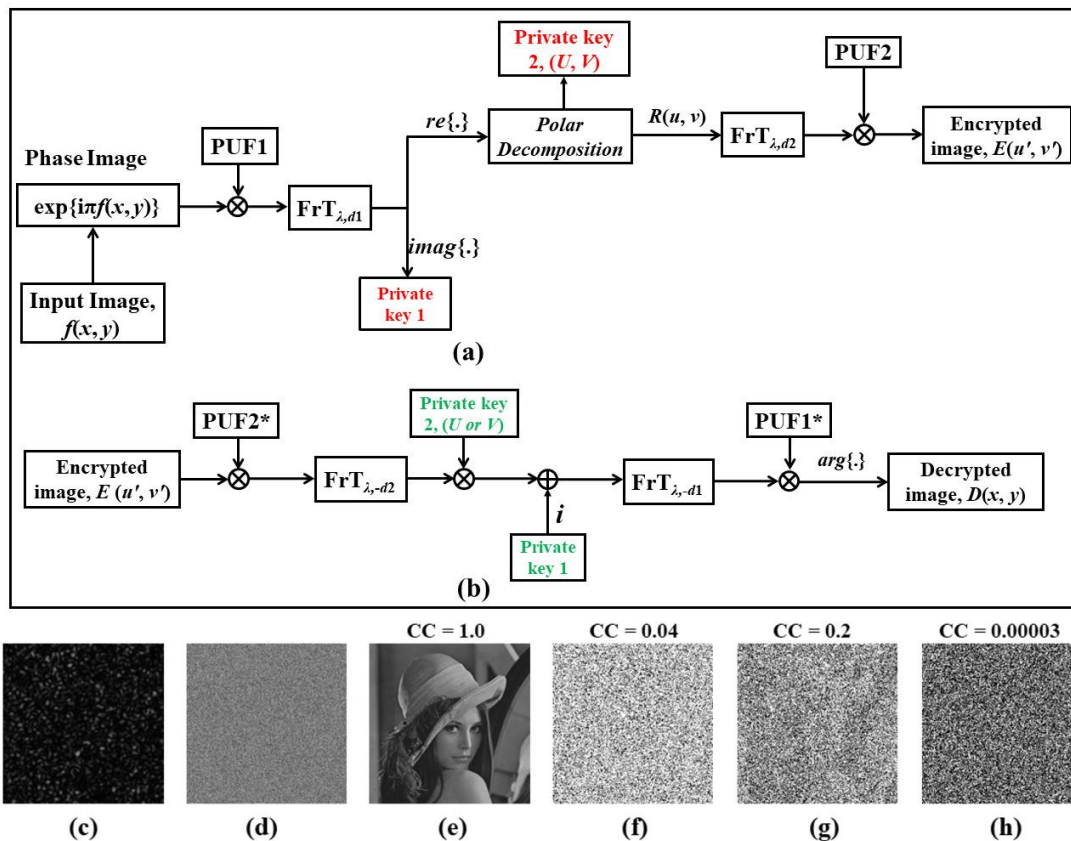 Private key
2, (U, V)
PUF2
re{.}
Polar
Decomposition
R(u, v)
FrTλ,d2
Encrypted
image, E(u', v')
Phase Image
PUF1
exp{iπf(x, y)}
FrTλ,d1
imag{.}
Input Image,
f(x, y)
Private
key 1
(a)
PUF2*
Private key
2, (U or V)
PUF1*
arg{.}
Encrypted
image, E (u', v')
FrTλ,-d2
FrTλ,-d1
Decrypted
image, D(x, y)
i
Private
key 1
(b)
CC = 1.0
CC = 0.04
CC = 0.2
CC = 0.00003
(c)
(d)
(e)
(f)
(g)
(h)